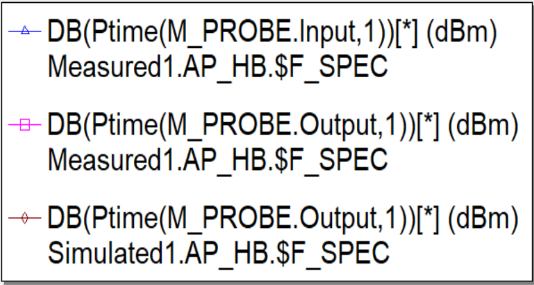 DB(Ptime(M_PROBE.Input,1))[*] (dBm)
Measured1.AP_HB.$F_SPEC
DB(Ptime(M_PROBE.Output,1))[*] (dBm)
Measured1.AP_HB.$F_SPEC
DB(Ptime(M_PROBE.Output,1))[*] (dBm)
Simulated1.AP_HB.$F_SPEC